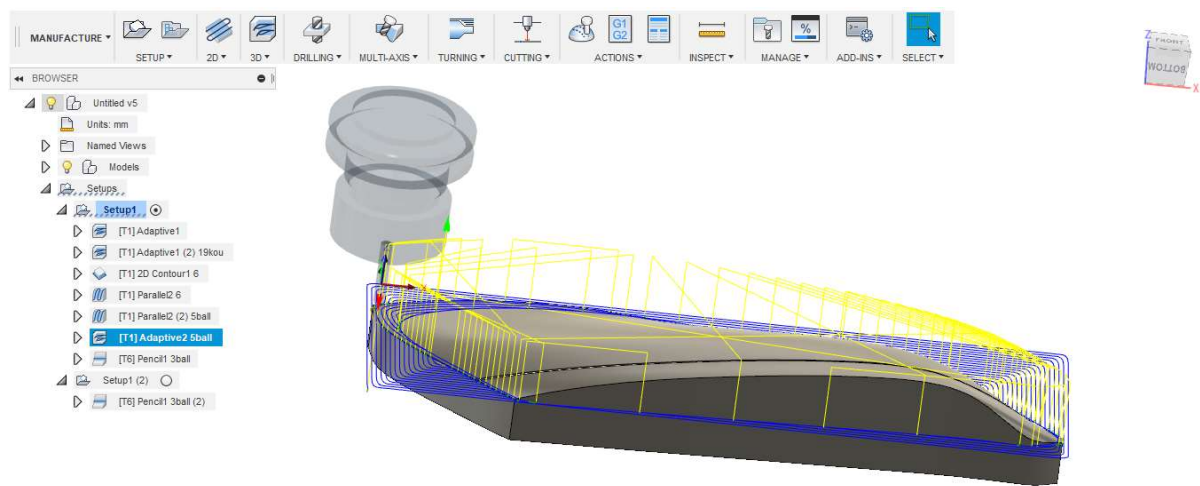 MANUFACTURE
G1
G2
%
SETUP
2D
3D
DRILLING
MULTI-AXIS
TURNING
CUTTING
ACTIONS
INSPECT
MANAGE
ADD-INS
SELECT
BROWSER
Untitled v5
Units: mm
Named Views
Models
Setups
Setup1
[T1] Adaptive1
[T1] Adaptive1 (2) 19kou
[T1] 2D Contour1 6
[T1] Parallel2 6
[T1] Parallel2 (2) 5ball
[T1] Adaptive2 5ball
[T6] Pencil1 3ball
Setup1 (2)
[T6] Pencil1 3ball (2)
Z
FRONT
BOTTOM
X